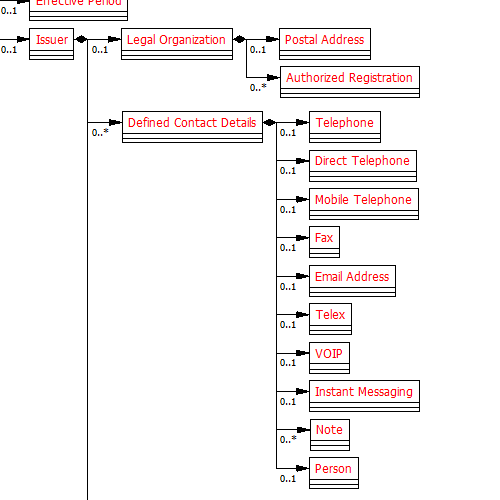 Effective Period
0..1
Issuer
0..1
Legal Organization
0..1
Postal Address
0..1
Authorized Registration
0..*
Defined Contact Details
0..*
Telephone
0..1
Direct Telephone
0..1
Mobile Telephone
0..1
Fax
0..1
Email Address
0..1
Telex
0..1
VOIP
0..1
Instant Messaging
0..1
Note
0..*
Person
0..1